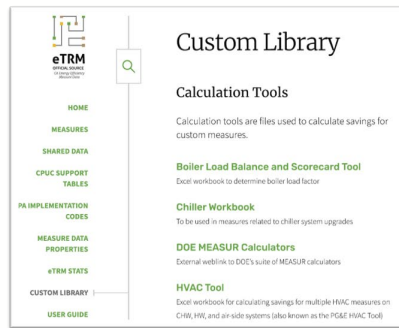 eTRM
OFFICIAL SOURCE
CA Energy Efficiency
Measure Data
HOME
MEASURES
SHARED DATA
CPUC SUPPORT
TABLES
PA IMPLEMENTATION
CODES
MEASURE DATA
PROPERTIES
eTRM STATS
CUSTOM LIBRARY
USER GUIDE
Custom Library
Calculation Tools
Calculation tools are files used to calculate savings for
custom measures.
Boiler Load Balance and Scorecard Tool
Excel workbook to determine boiler load factor
Chiller Workbook
To be used in measures related to chiller system upgrades
DOE MEASUR Calculators
External weblink to DOE's suite of MEASUR calculators
HVAC Tool
Excel workbook for calculating savings for multiple HVAC measures on
CHW, HW, and air-side systems (also known as the PG&E HVAC Tool)